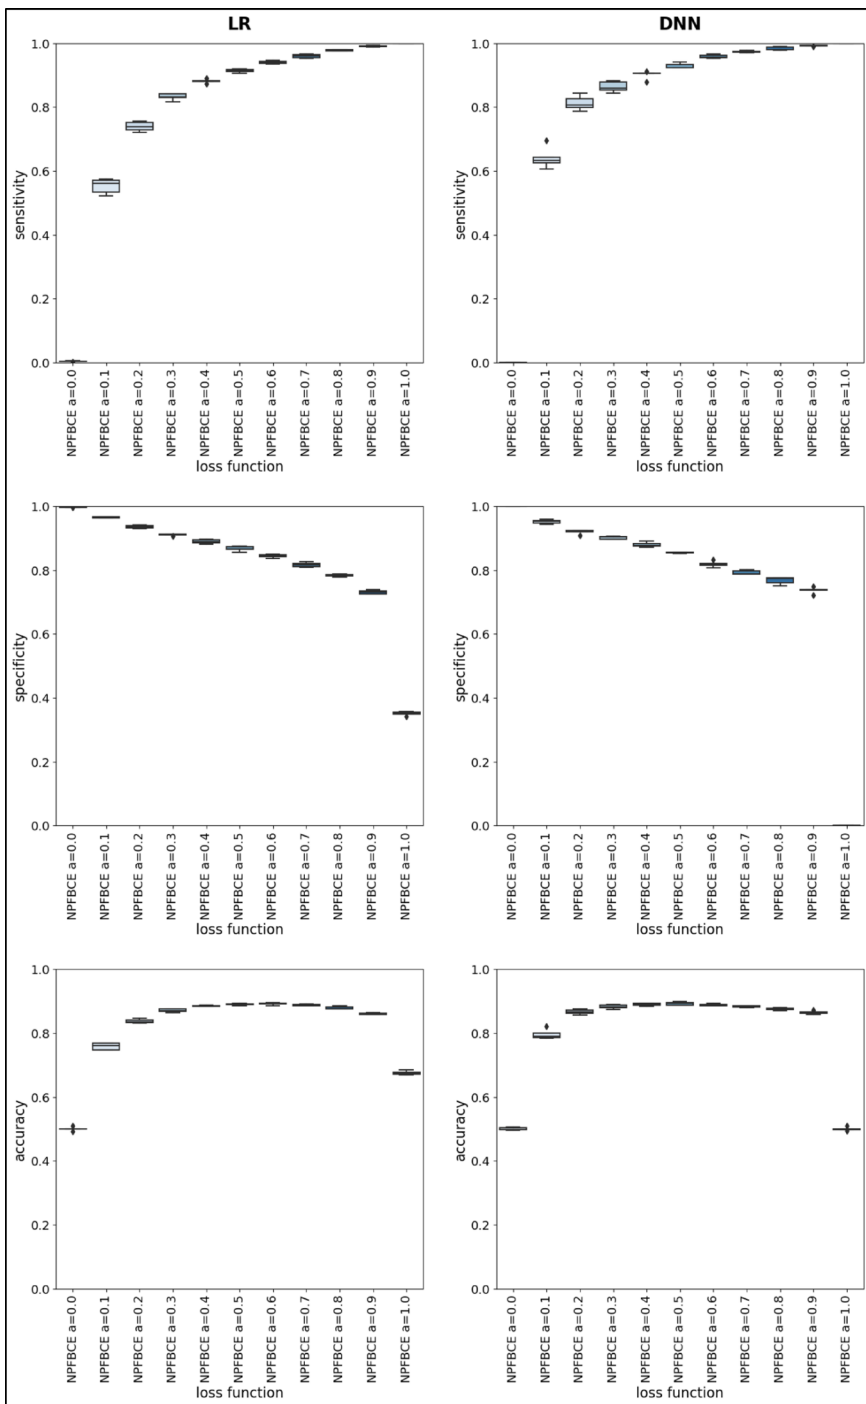 LR
DNN
1.0
0.8
0.6
0.4
0.2
0.0
sensitivity
NPFBCE a=0.0
NPFBCE a=0.1
NPFBCE a=0.2
NPFBCE a=0.3
NPFBCE a=0.4
NPFBCE a=0.5
NPFBCE a=0.6
NPFBCE a=0.7
NPFBCE a=0.8
NPFBCE a=0.9
NPFBCE a=1.0
loss function
1.0
0.8
0.6
0.4
0.2
0.0
sensitivity
NPFBCE a=0.0
NPFBCE a=0.1
NPFBCE a=0.2
NPFBCE a=0.3
NPFBCE a=0.4
NPFBCE a=0.5
NPFBCE a=0.6
NPFBCE a=0.7
NPFBCE a=0.8
NPFBCE a=0.9
NPFBCE a=1.0
loss function
1.0
0.8
0.6
0.4
0.2
0.0
specificity
NPFBCE a=0.0
NPFBCE a=0.1
NPFBCE a=0.2
NPFBCE a=0.3
NPFBCE a=0.4
NPFBCE a=0.5
NPFBCE a=0.6
NPFBCE a=0.7
NPFBCE a=0.8
NPFBCE a=0.9
NPFBCE a=1.0
loss function
1.0
0.8
0.6
0.4
0.2
0.0
specificity
NPFBCE a=0.0
NPFBCE a=0.1
NPFBCE a=0.2
NPFBCE a=0.3
NPFBCE a=0.4
NPFBCE a=0.5
NPFBCE a=0.6
NPFBCE a=0.7
NPFBCE a=0.8
NPFBCE a=0.9
NPFBCE a=1.0
loss function
1.0
0.8
0.6
0.4
0.2
0.0
accuracy
NPFBCE a=0.0
NPFBCE a=0.1
NPFBCE a=0.2
NPFBCE a=0.3
NPFBCE a=0.4
NPFBCE a=0.5
NPFBCE a=0.6
NPFBCE a=0.7
NPFBCE a=0.8
NPFBCE a=0.9
NPFBCE a=1.0
loss function
1.0
0.8
0.6
0.4
0.2
0.0
accuracy
NPFBCE a=0.0
NPFBCE a=0.1
NPFBCE a=0.2
NPFBCE a=0.3
NPFBCE a=0.4
NPFBCE a=0.5
NPFBCE a=0.6
NPFBCE a=0.7
NPFBCE a=0.8
NPFBCE a=0.9
NPFBCE a=1.0
loss function